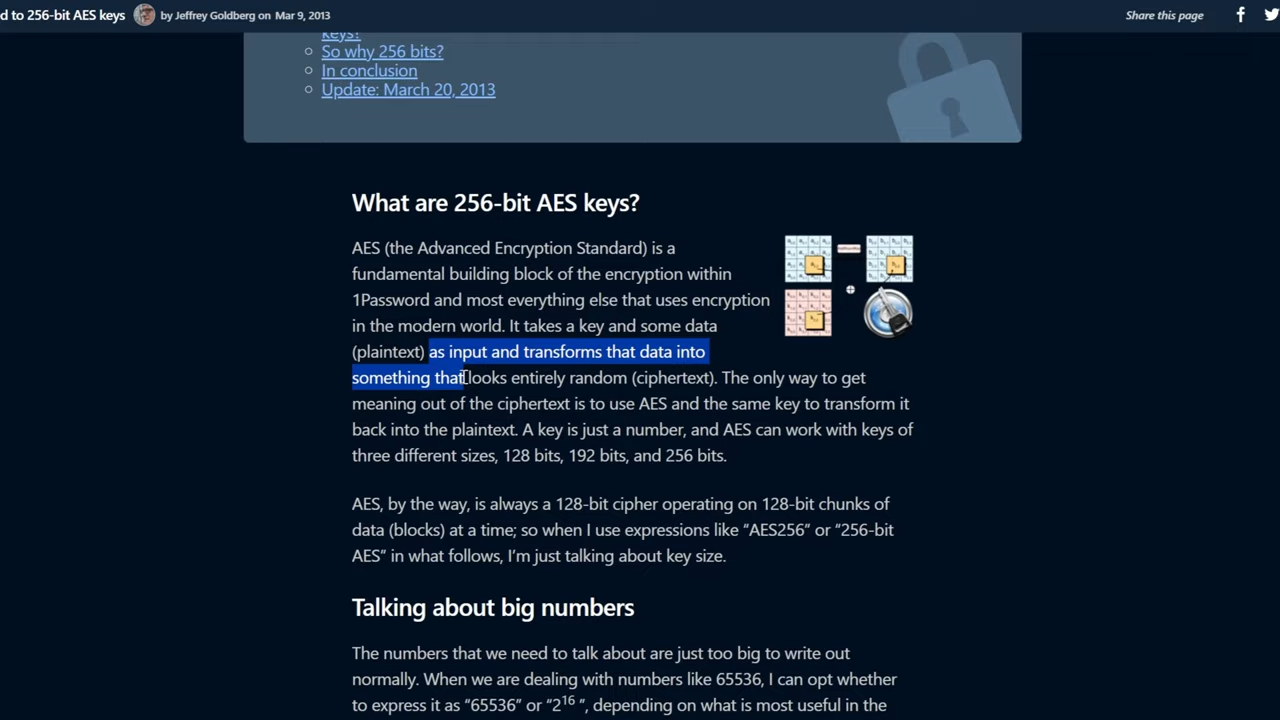 d to 256-bit AES keys
by Jeffrey Goldberg on Mar 9, 2013
Share this page
keys?
So why 256 bits?
In conclusion
Update: March 20, 2013
What are 256-bit AES keys?
AES (the Advanced Encryption Standard) is a
fundamental building block of the encryption within
1Password and most everything else that uses encryption
in the modern world. It takes a key and some data
(plaintext) as input and transforms that data into
something that looks entirely random (ciphertext). The only way to get
meaning out of the ciphertext is to use AES and the same key to transform it
back into the plaintext. A key is just a number, and AES can work with keys of
three different sizes, 128 bits, 192 bits, and 256 bits.
AES, by the way, is always a 128-bit cipher operating on 128-bit chunks of
data (blocks) at a time; so when I use expressions like “AES256” or “256-bit
AES” in what follows, I’m just talking about key size.
Talking about big numbers
The numbers that we need to talk about are just too big to write out
normally. When we are dealing with numbers like 65536, I can opt whether
to express it as “65536” or “2¹⁶ ”, depending on what is most useful in the